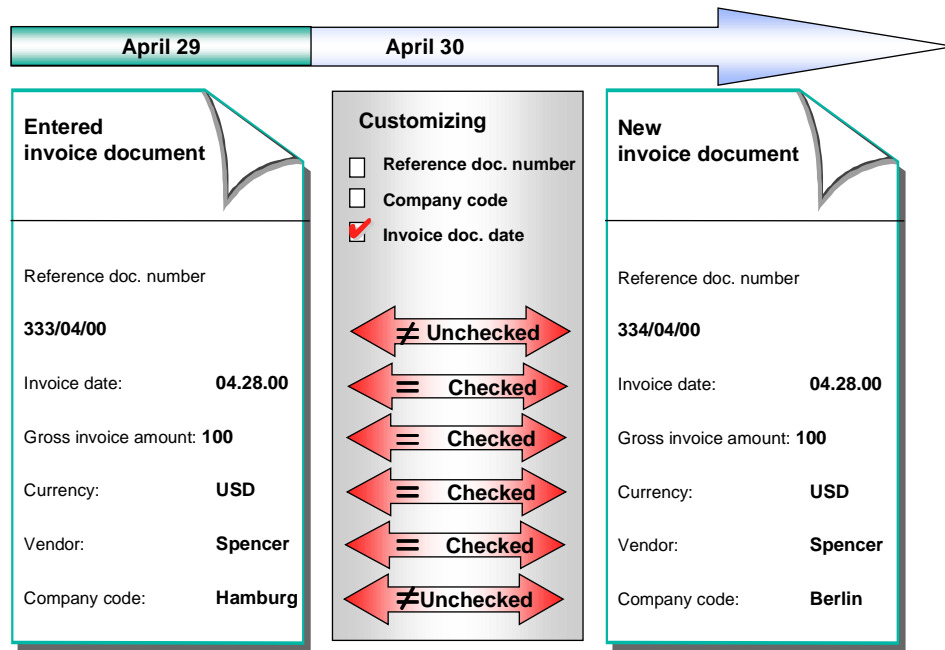 April 29
April 30
Entered
invoice document
Reference doc. number
333/04/00
Invoice date: 04.28.00
Gross invoice amount: 100
Currency: USD
Vendor: Spencer
Company code: Hamburg
Customizing
Reference doc. number
Company code
Invoice doc. date
≠ Unchecked
= Checked
= Checked
= Checked
= Checked
≠ Unchecked
New
invoice document
Reference doc. number
334/04/00
Invoice date: 04.28.00
Gross invoice amount: 100
Currency: USD
Vendor: Spencer
Company code: Berlin